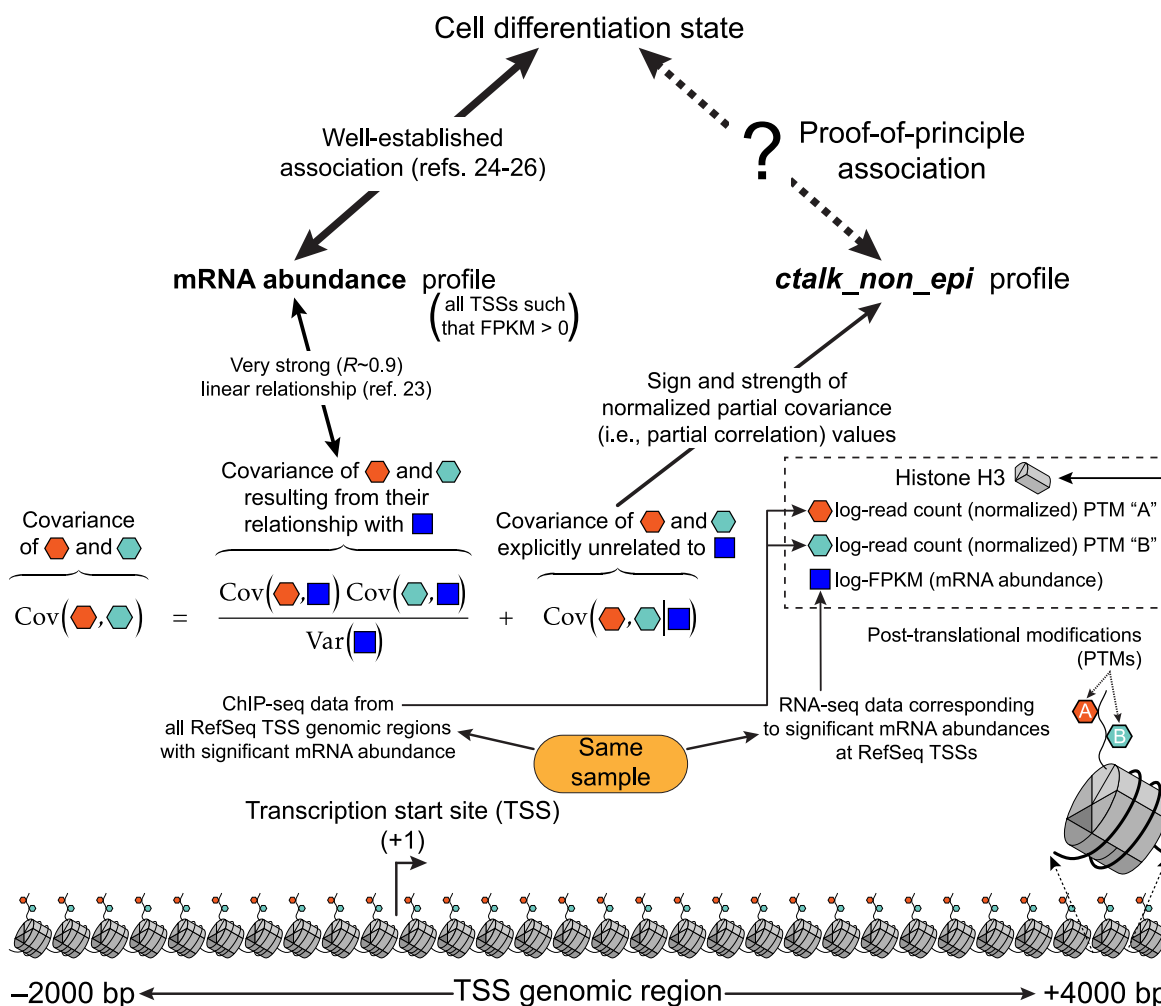 Cell differentiation state
Well-established
association (refs. 24-26)
?
Proof-of-principle
association
mRNA abundance profile
(all TSSs such
that FPKM > 0)
ctalk_non_epi profile
Very strong (R~0.9)
linear relationship (ref. 23)
Sign and strength of
normalized partial covariance
(i.e., partial correlation) values
Covariance
of and
Covariance of and
resulting from their
relationship with
Covariance of and
explicitly unrelated to
Cov( , ) = Cov( , ) Cov( , ) / Var( ) + Cov( , | )
Histone H3
log-read count (normalized) PTM “A”
log-read count (normalized) PTM “B”
log-FPKM (mRNA abundance)
Post-translational modifications
(PTMs)
A
B
ChIP-seq data from
all RefSeq TSS genomic regions
with significant mRNA abundance
Same
sample
RNA-seq data corresponding
to significant mRNA abundances
at RefSeq TSSs
Transcription start site (TSS)
(+1)
–2000 bp
TSS genomic region
+4000 bp